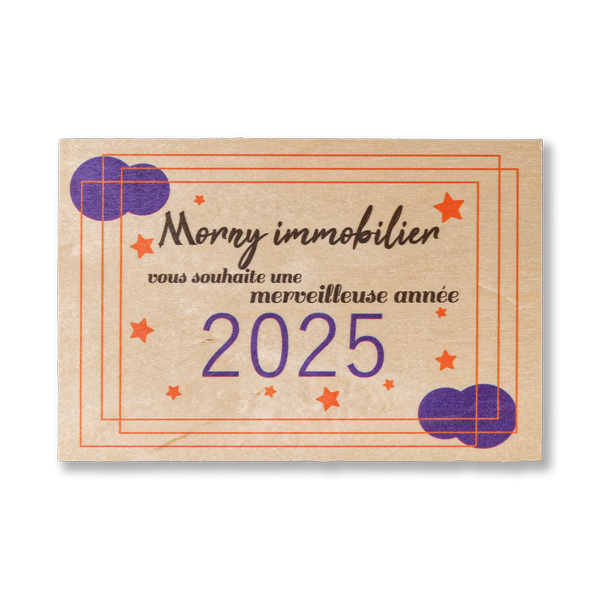 Morny immobilier
vous souhaite une
merveilleuse année
2025